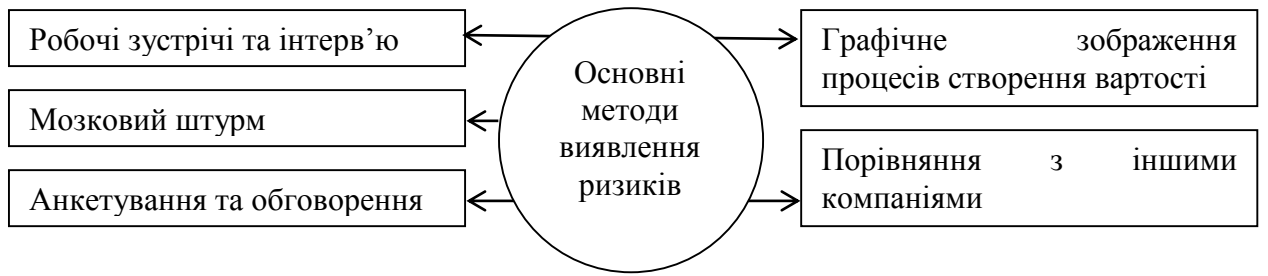 Робочі зустрічі та інтерв’ю
Мозковий штурм
Анкетування та обговорення
Основні
методи
виявлення
ризиків
Графічне зображення
процесів створення вартості
Порівняння з іншими
компаніями